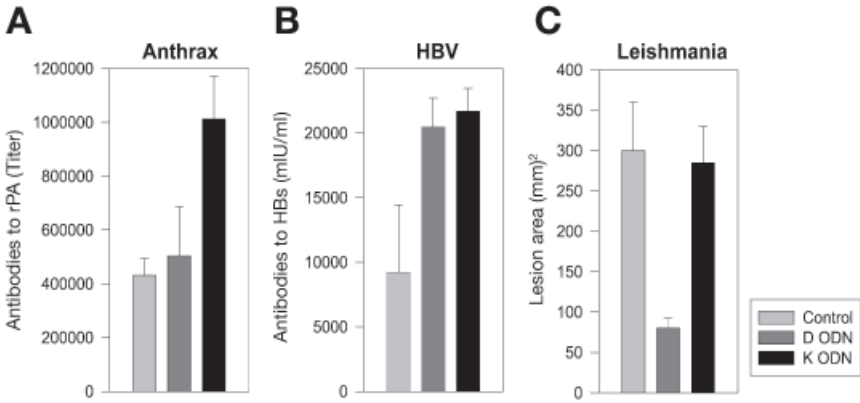 A
Anthrax
Antibodies to rPA (Titer)
1200000
1000000
800000
600000
400000
200000
0
B
HBV
Antibodies to HBs (mIU/ml)
25000
20000
15000
10000
5000
0
C
Leishmania
Lesion area (mm)²
400
350
300
250
200
150
100
50
0
Control
D ODN
K ODN